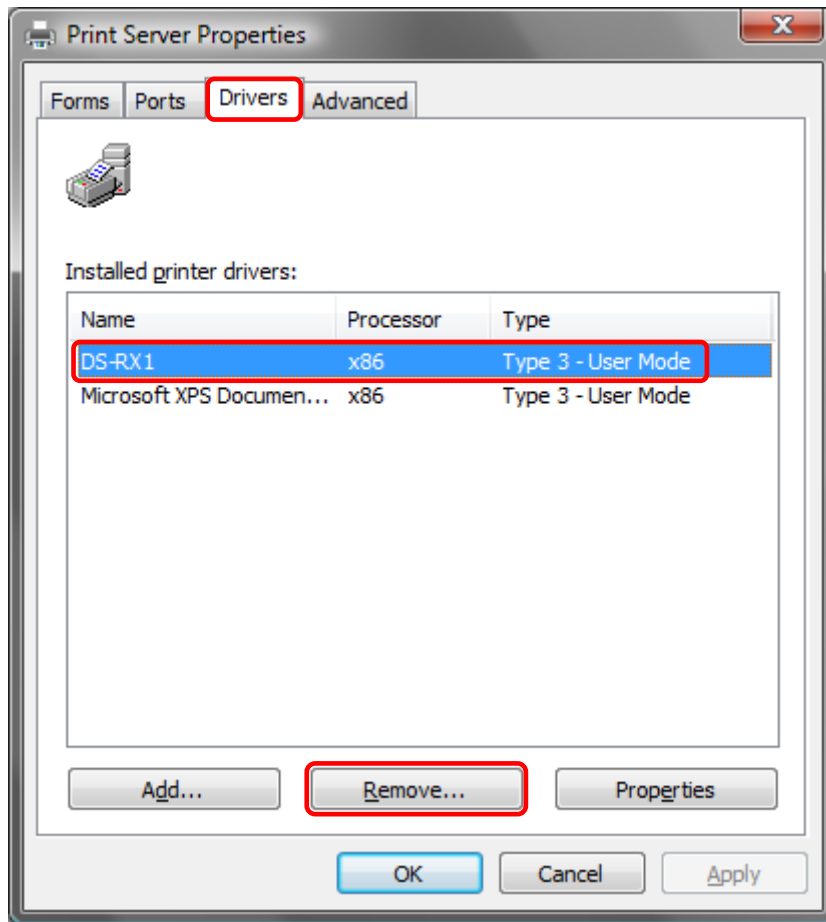 Print Server Properties
Forms Ports Drivers Advanced
Installed printer drivers:
Name Processor Type
DS-RX1 x86 Type 3 - User Mode
Microsoft XPS Documen... x86 Type 3 - User Mode
Add... Remove... Properties
OK Cancel Apply